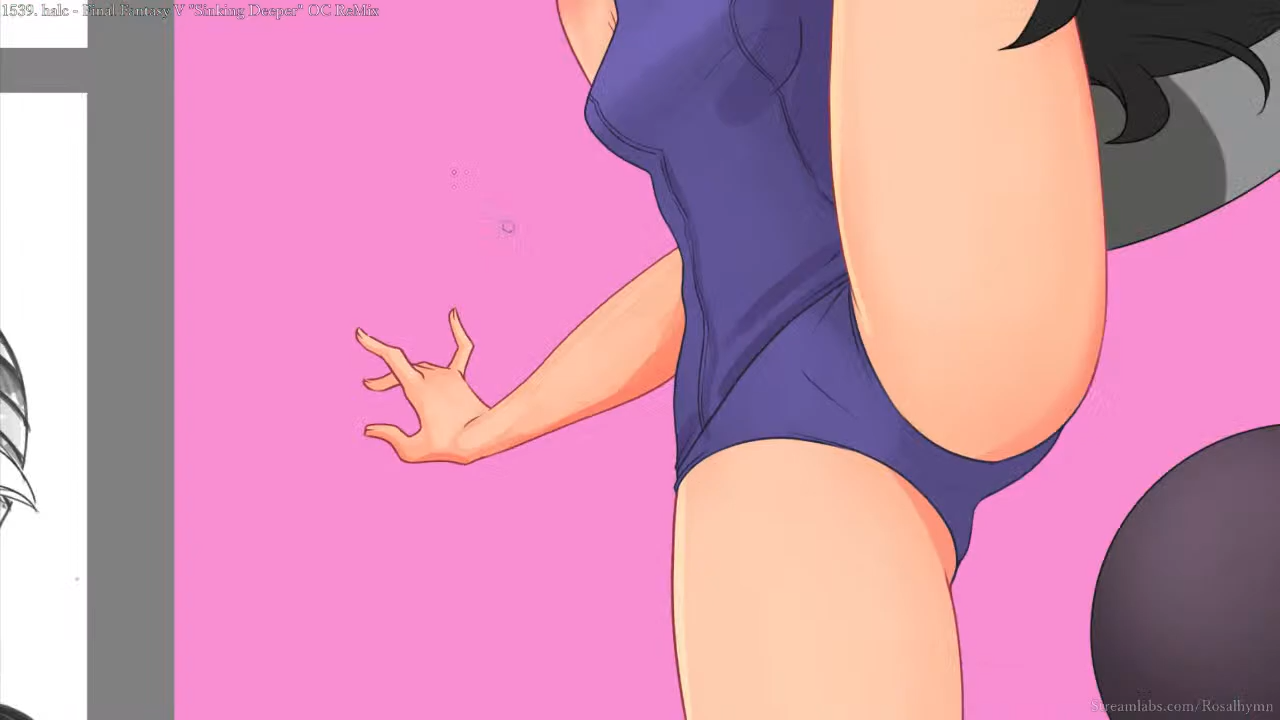 1539. halc - Final Fantasy V "Sinking Deeper" OC ReMix
Streamlabs.com/Rosalhymn